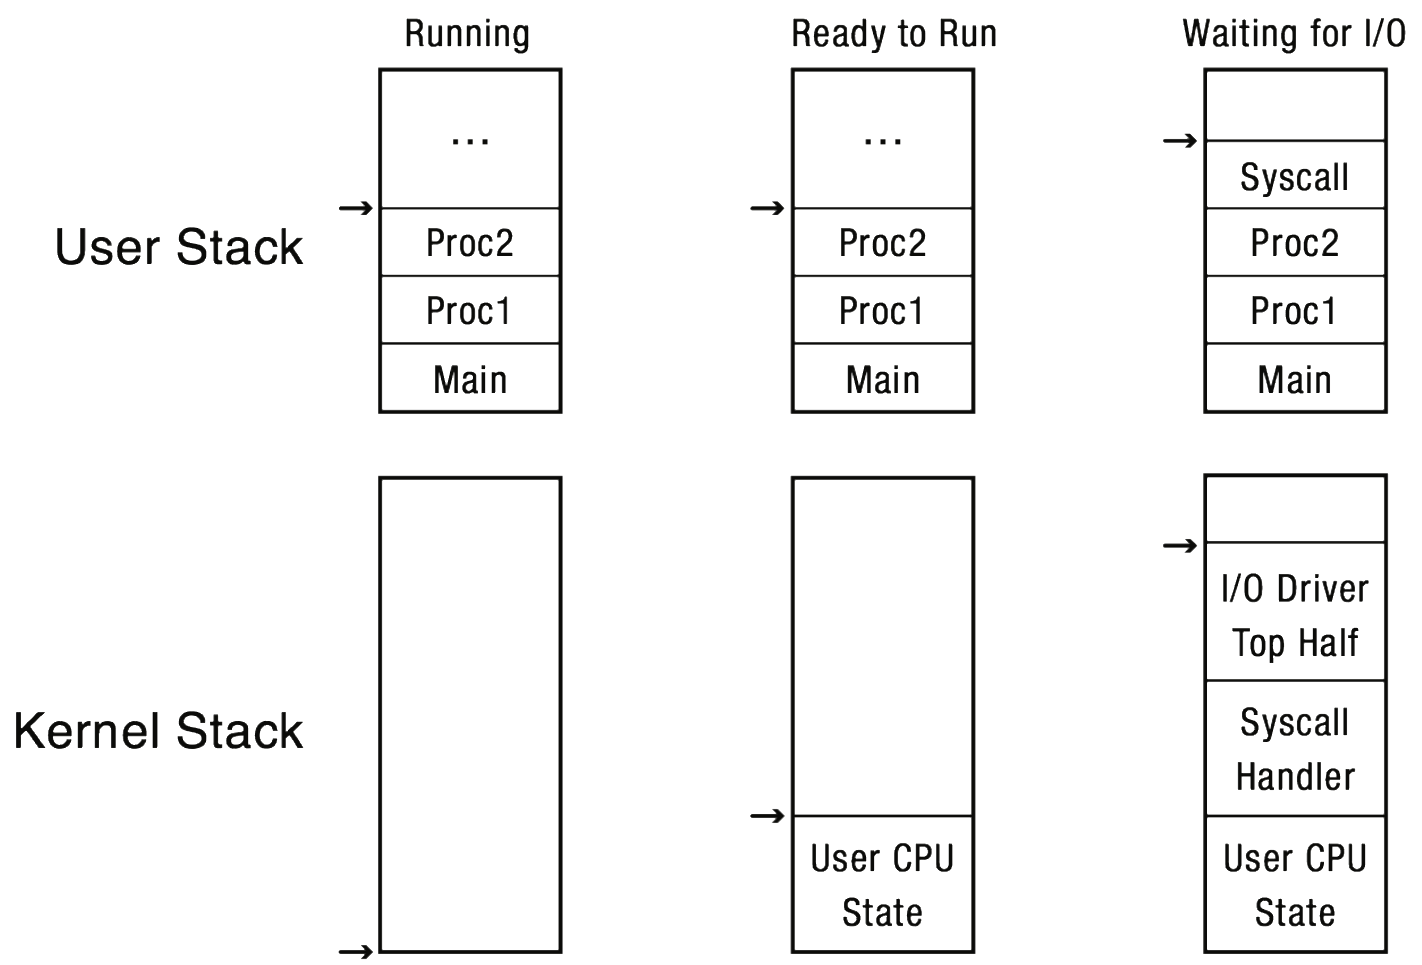 Running
Ready to Run
Waiting for I/O
User Stack
...
Proc2
Proc1
Main
...
Proc2
Proc1
Main
Syscall
Proc2
Proc1
Main
Kernel Stack
User CPU
State
I/O Driver
Top Half
Syscall
Handler
User CPU
State